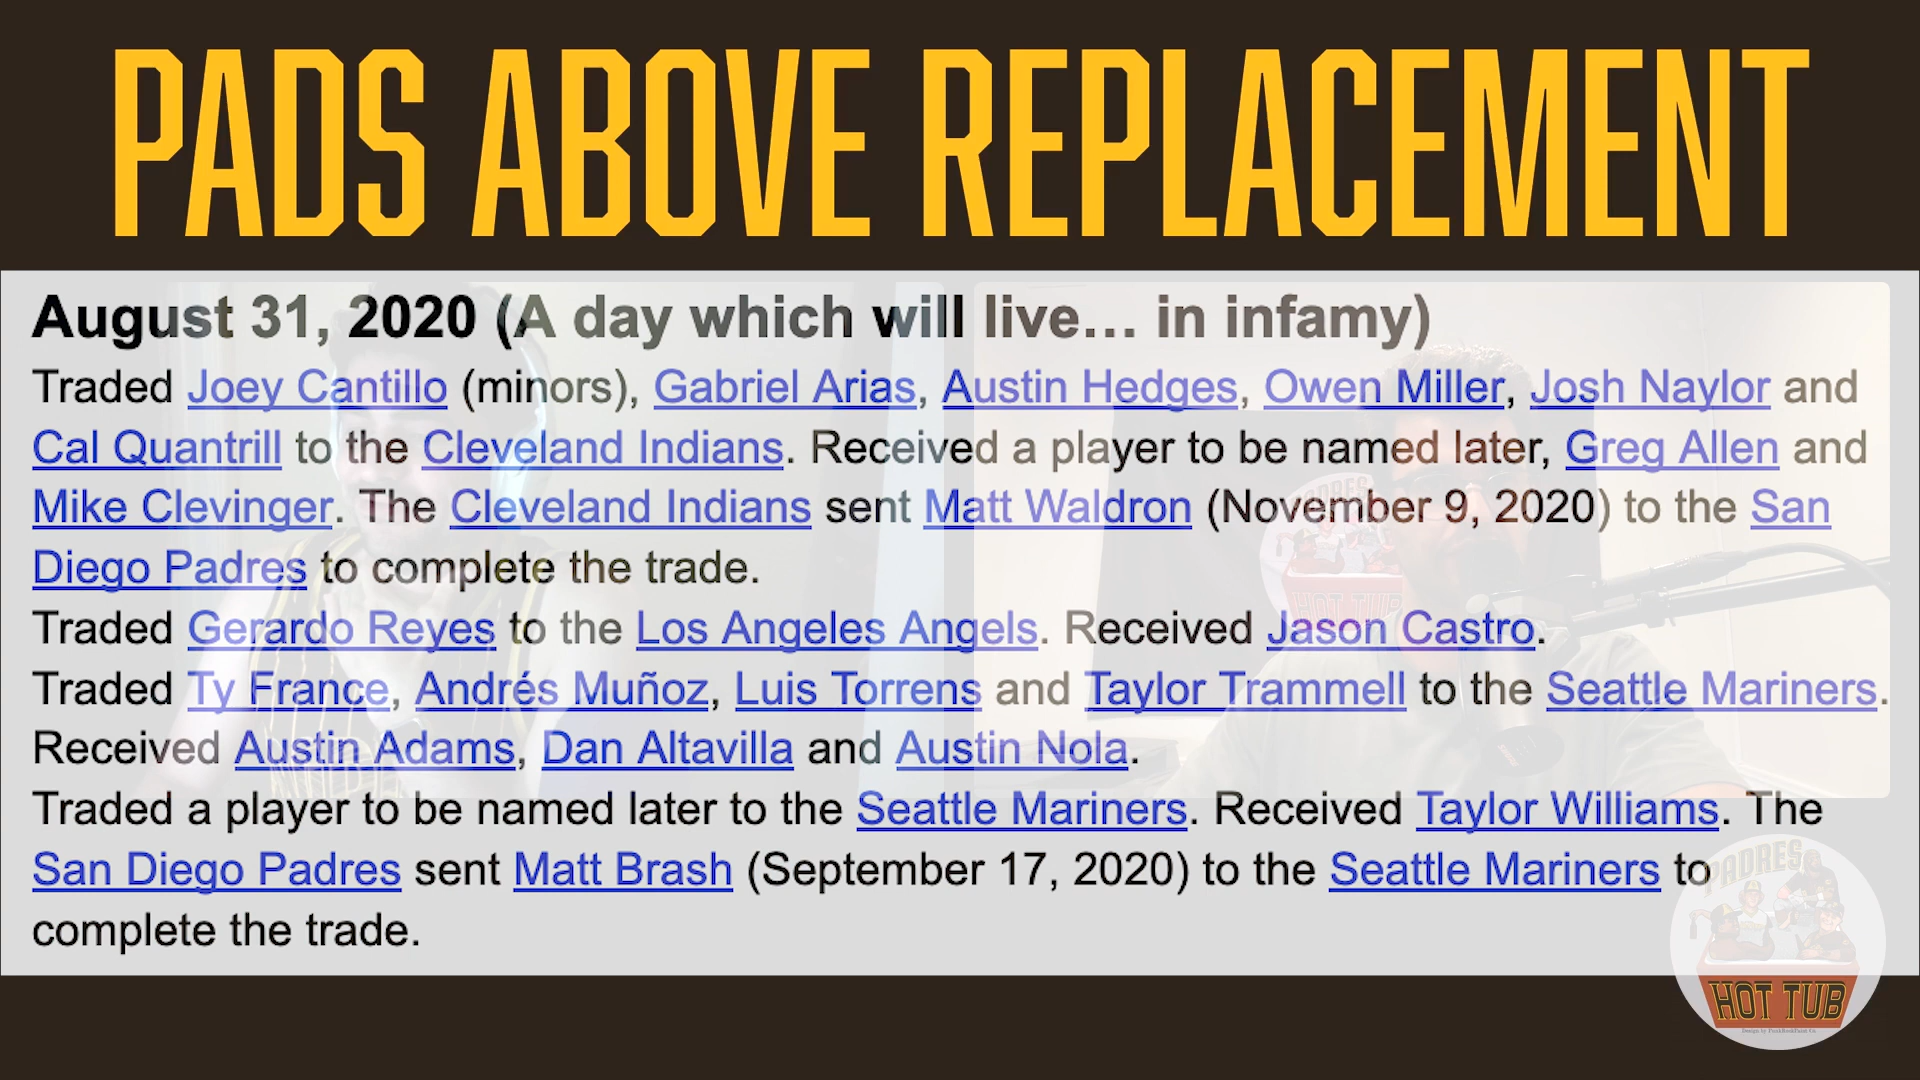 PADS ABOVE REPLACEMENT
August 31, 2020 (A day which will live… in infamy)
Traded Joey Cantillo (minors), Gabriel Arias, Austin Hedges, Owen Miller, Josh Naylor and
Cal Quantrill to the Cleveland Indians. Received a player to be named later, Greg Allen and
Mike Clevinger. The Cleveland Indians sent Matt Waldron (November 9, 2020) to the San
Diego Padres to complete the trade.
Traded Gerardo Reyes to the Los Angeles Angels. Received Jason Castro.
Traded Ty France, Andrés Muñoz, Luis Torrens and Taylor Trammell to the Seattle Mariners.
Received Austin Adams, Dan Altavilla and Austin Nola.
Traded a player to be named later to the Seattle Mariners. Received Taylor Williams. The
San Diego Padres sent Matt Brash (September 17, 2020) to the Seattle Mariners to
complete the trade.
PADRES
HOT TUB
PADRES
HOT TUB